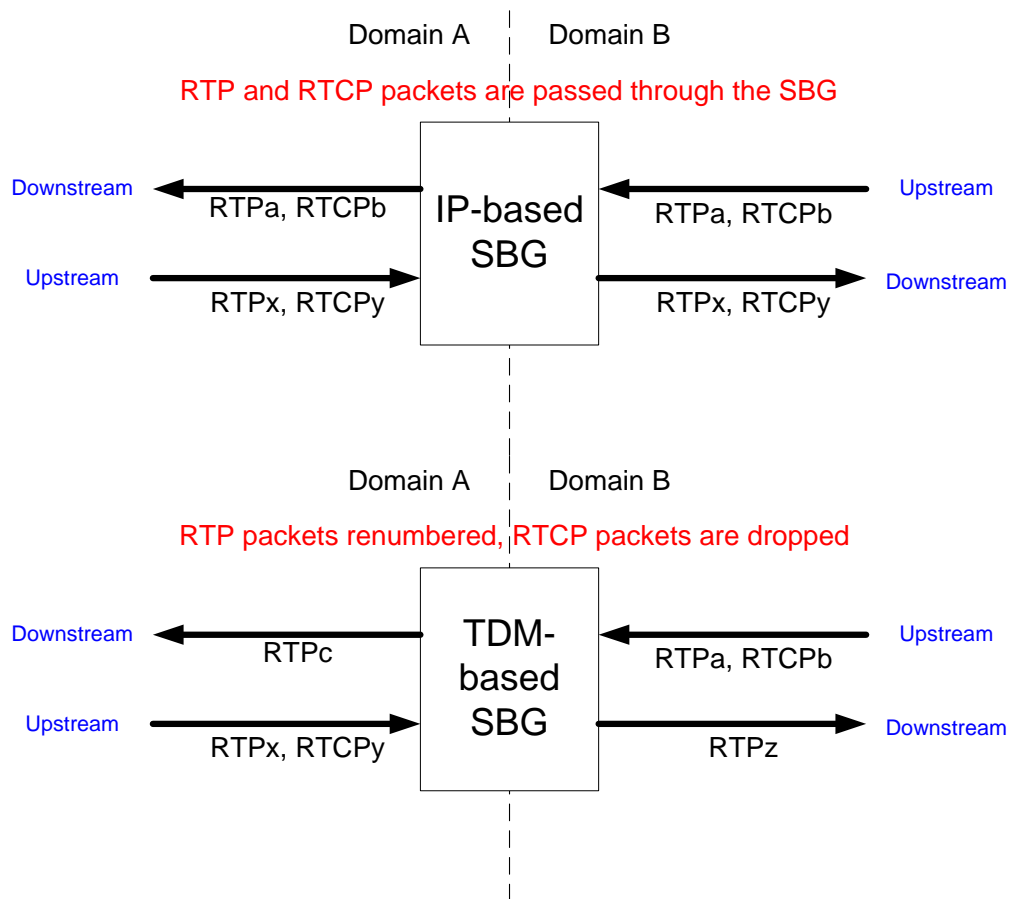 Domain A
Domain B
RTP and RTCP packets are passed through the SBG
Downstream
RTPa, RTCPb
IP-based
SBG
RTPa, RTCPb
Upstream
Upstream
RTPx, RTCPy
RTPx, RTCPy
Downstream
Domain A
Domain B
RTP packets renumbered, RTCP packets are dropped
Downstream
RTPc
TDM-
based
SBG
RTPa, RTCPb
Upstream
Upstream
RTPx, RTCPy
RTPz
Downstream